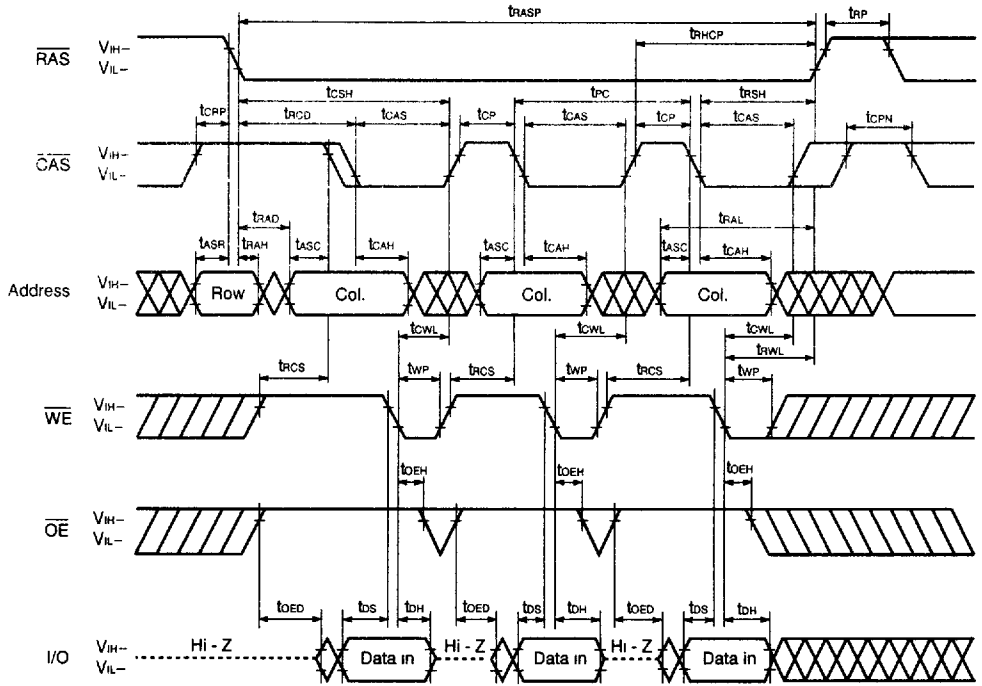 tRASP
tRP
tRHCP
RAS VIH–
VIL–
tCSH tPC tRSH
tCRP tRCD tCAS tCP tCAS tCP tCAS tCPN
CAS VIH–
VIL–
tRAD tRAL
tASR tRAH tASC tCAH tASC tCAH tASC tCAH
Address VIH–
VIL–
Row Col. Col. Col.
tCWL tCWL tCWL
tRWL
tRCS tWP tRCS tWP tRCS tWP
WE VIH–
VIL–
tOEH tOEH tOEH
OE VIH–
VIL–
tOED tDS tDH tOED tDS tDH tOED tDS tDH
I/O VIH–
VIL–
Hi - Z Data in Hi - Z Data in Hi - Z Data in